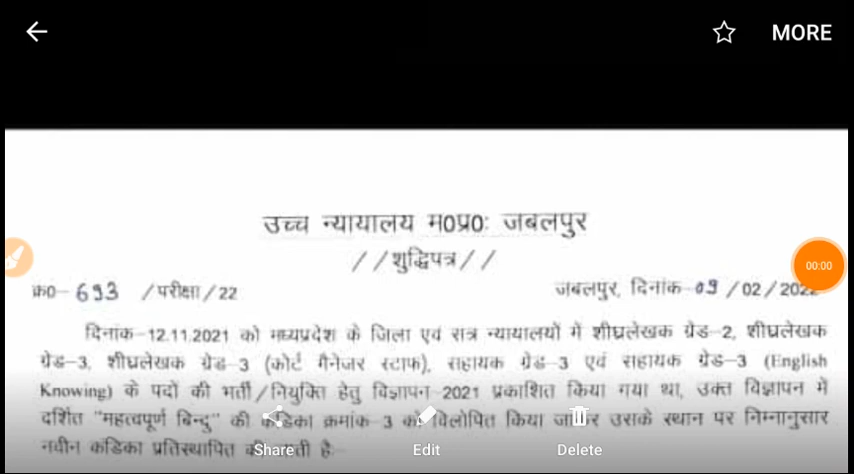 MORE
उच्च न्यायालय म0प्र0: जबलपुर
//शुद्धिपत्र//
00:00
क्र0-693 /परीक्षा/22
जबलपुर, दिनांक-09/02/2022
दिनांक-12.11.2021 को मध्यप्रदेश के जिला एवं सत्र न्यायालयों में शीघ्रलेखक ग्रेड-2, शीघ्रलेखक
ग्रेड-3, शीघ्रलेखक ग्रेड-3 (कोर्ट मैनेजर स्टाफ), सहायक ग्रेड-3 एवं सहायक ग्रेड-3 (English
Knowing) के पदों की भर्ती/नियुक्ति हेतु विज्ञापन-2021 प्रकाशित किया गया था, उक्त विज्ञापन में
दर्शित "महत्वपूर्ण बिन्दु" की कंडिका क्रमांक-3 को विलोपित किया जाकर उसके स्थान पर निम्नानुसार
नवीन कंडिका प्रतिस्थापित की जाती है:-
Share
Edit
Delete